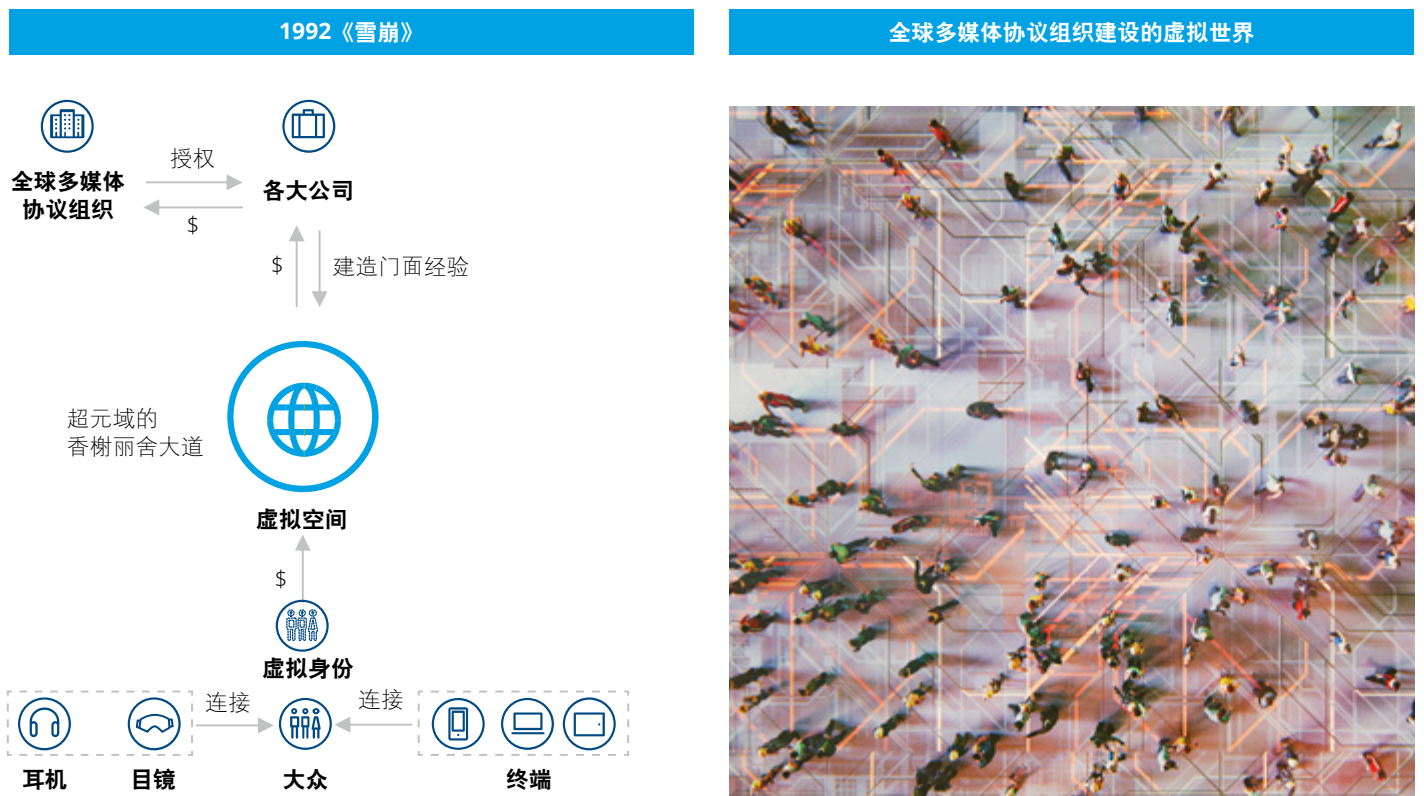 1992《雪崩》
全球多媒体协议组织建设的虚拟世界
授权
全球多媒体
协议组织
各大公司
$
$
建造门面经验
超元域的
香榭丽舍大道
虚拟空间
$
虚拟身份
连接
连接
耳机
目镜
大众
终端